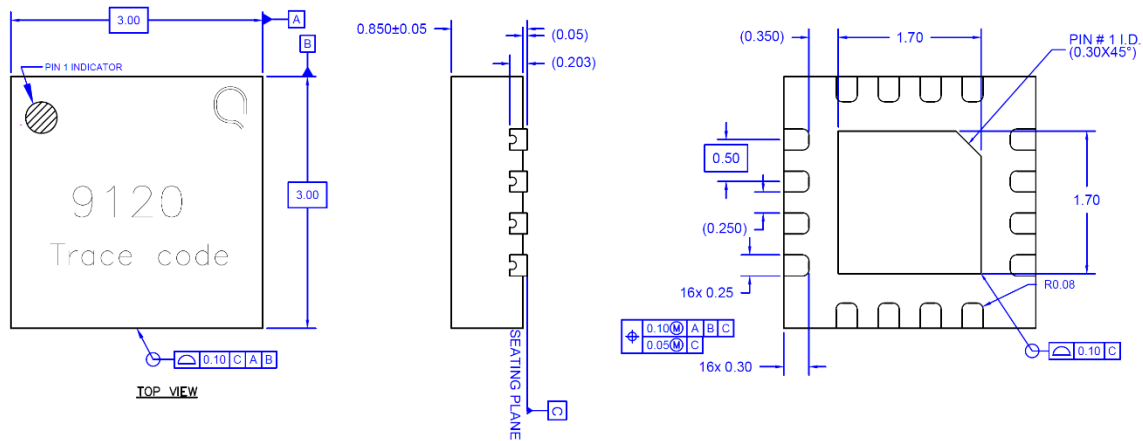 3.00
A
B
PIN 1 INDICATOR
3.00
9120
Trace code
0.10 C A B
TOP VIEW
0.850±0.05
(0.05)
(0.203)
SEATING PLANE
C
(0.350)
1.70
PIN # 1 I.D.
(0.30X45°)
0.50
(0.250)
1.70
16x 0.25
R0.08
0.10Ⓜ A B C
0.05Ⓜ C
16x 0.30
0.10 C